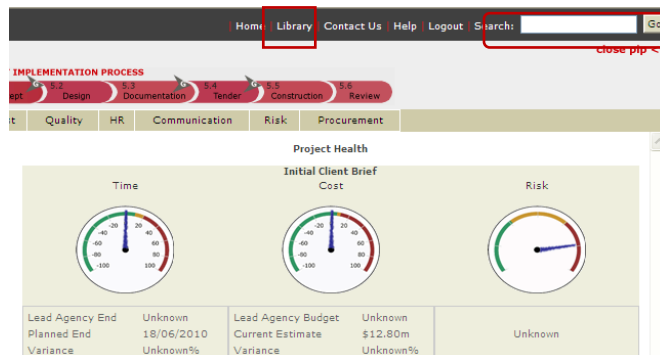 | Home | Library | Contact Us | Help | Logout | Search: Go
close pip <
IMPLEMENTATION PROCESS
ept 5.2 Design 5.3 Documentation 5.4 Tender 5.5 Construction 5.6 Review
st Quality HR Communication Risk Procurement
Project Health
Initial Client Brief
Time Cost Risk
-100 -80 -60 -40 -20 20 40 60 80 100
-100 -80 -60 -40 -20 20 40 60 80 100
Lead Agency End Unknown Lead Agency Budget Unknown
Planned End 18/06/2010 Current Estimate $12.80m Unknown
Variance Unknown% Variance Unknown%